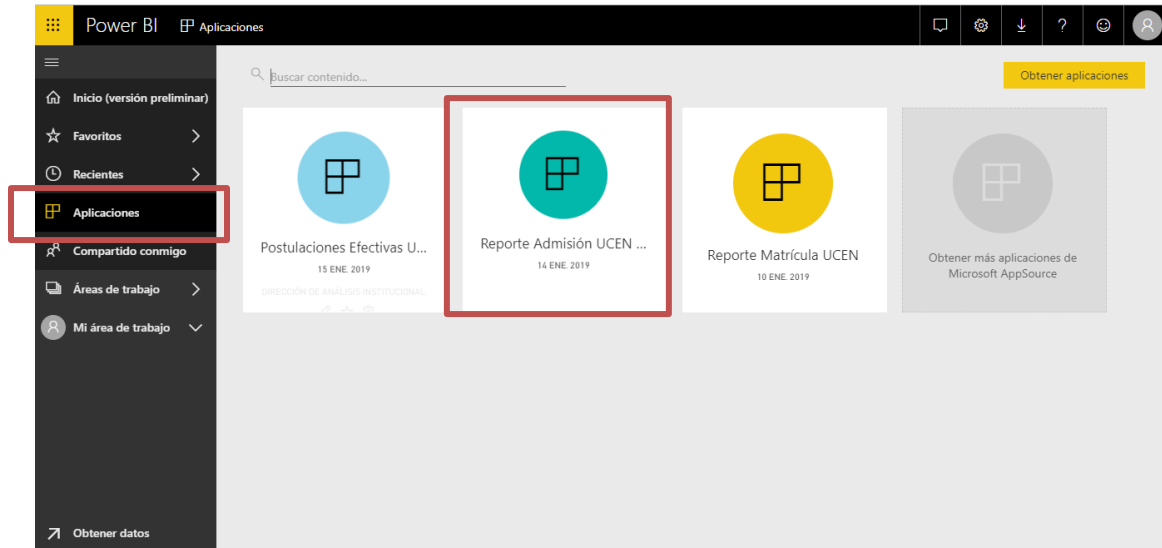 Power BI
Aplicaciones
Inicio (versión preliminar)
Favoritos
Recientes
Aplicaciones
Compartido conmigo
Áreas de trabajo
Mi área de trabajo
Obtener datos
Buscar contenido...
Obtener aplicaciones
Postulaciones Efectivas U...
15 ENE. 2019
DIRECCIÓN DE ANÁLISIS INSTITUCIONAL
Reporte Admisión UCEN ...
14 ENE. 2019
Reporte Matrícula UCEN
10 ENE. 2019
Obtener más aplicaciones de
Microsoft AppSource